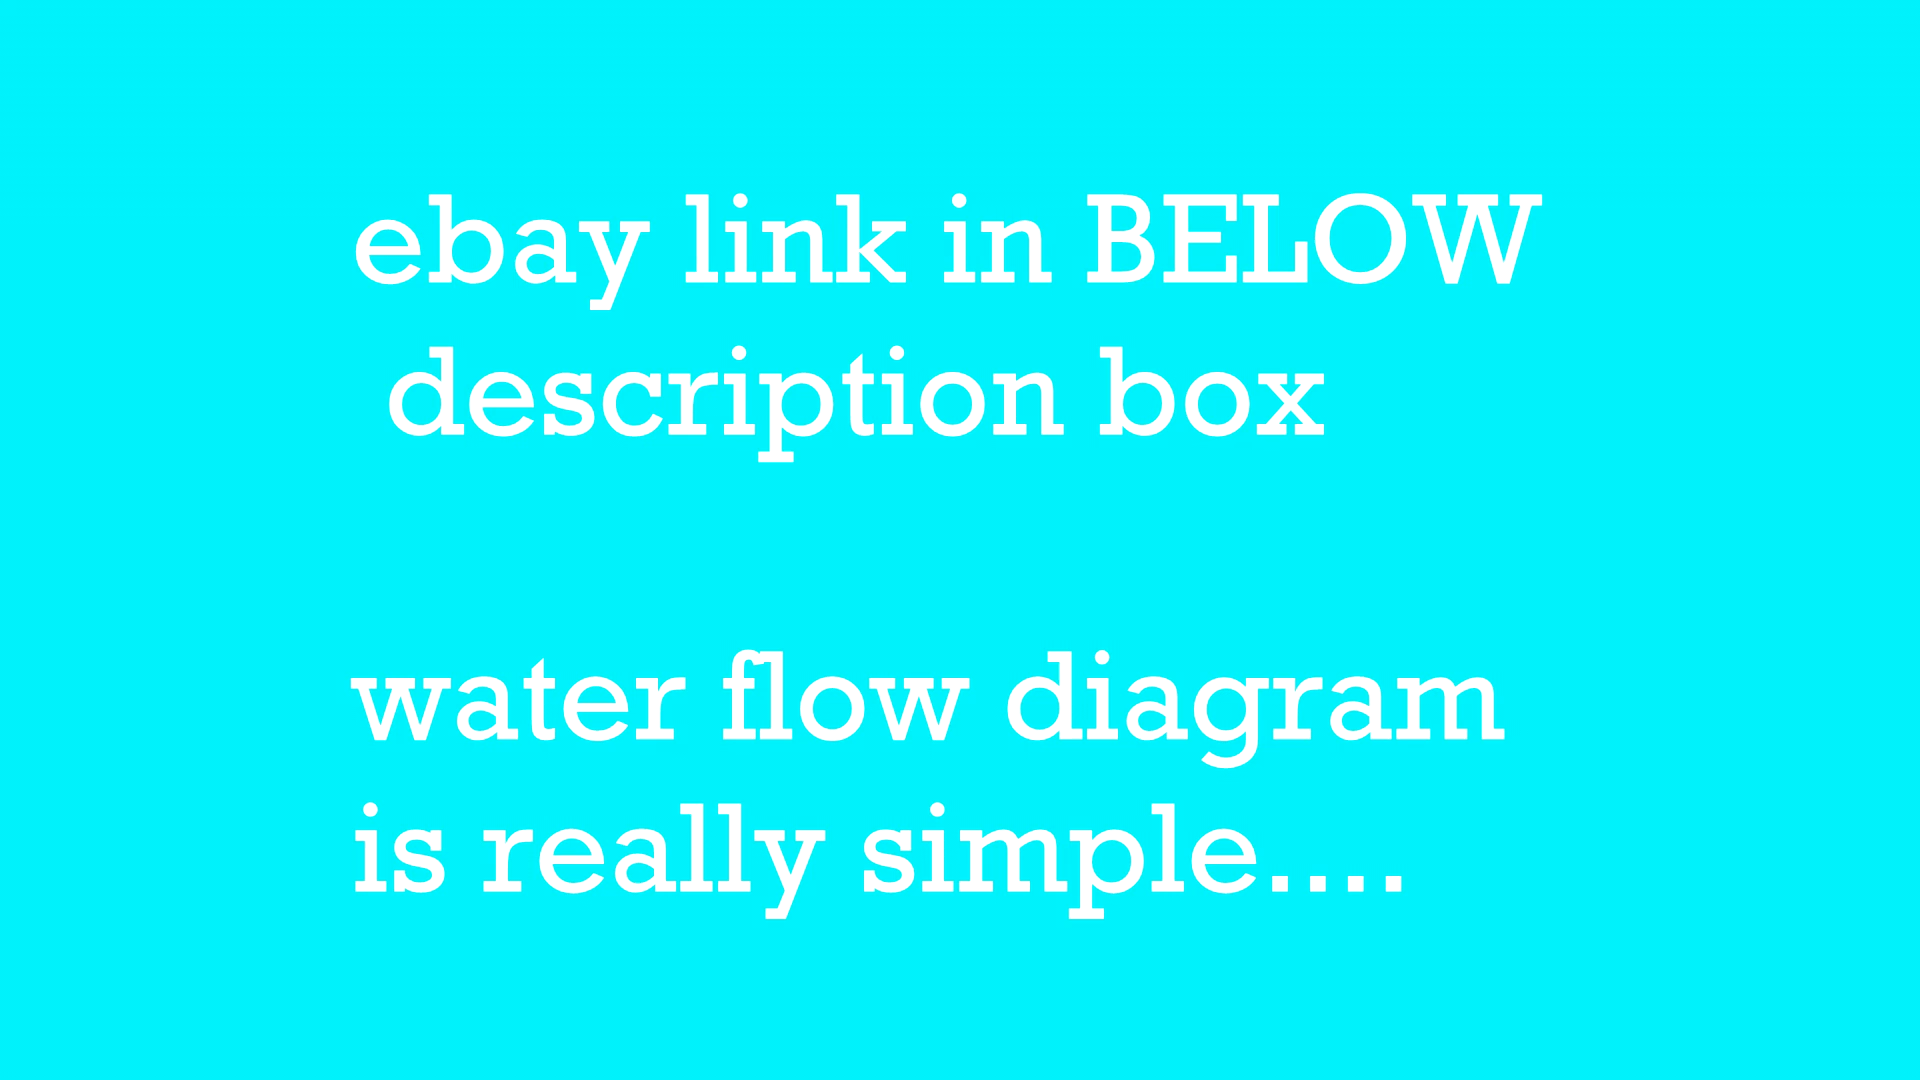 ebay link in BELOW
description box
water flow diagram
is really simple....